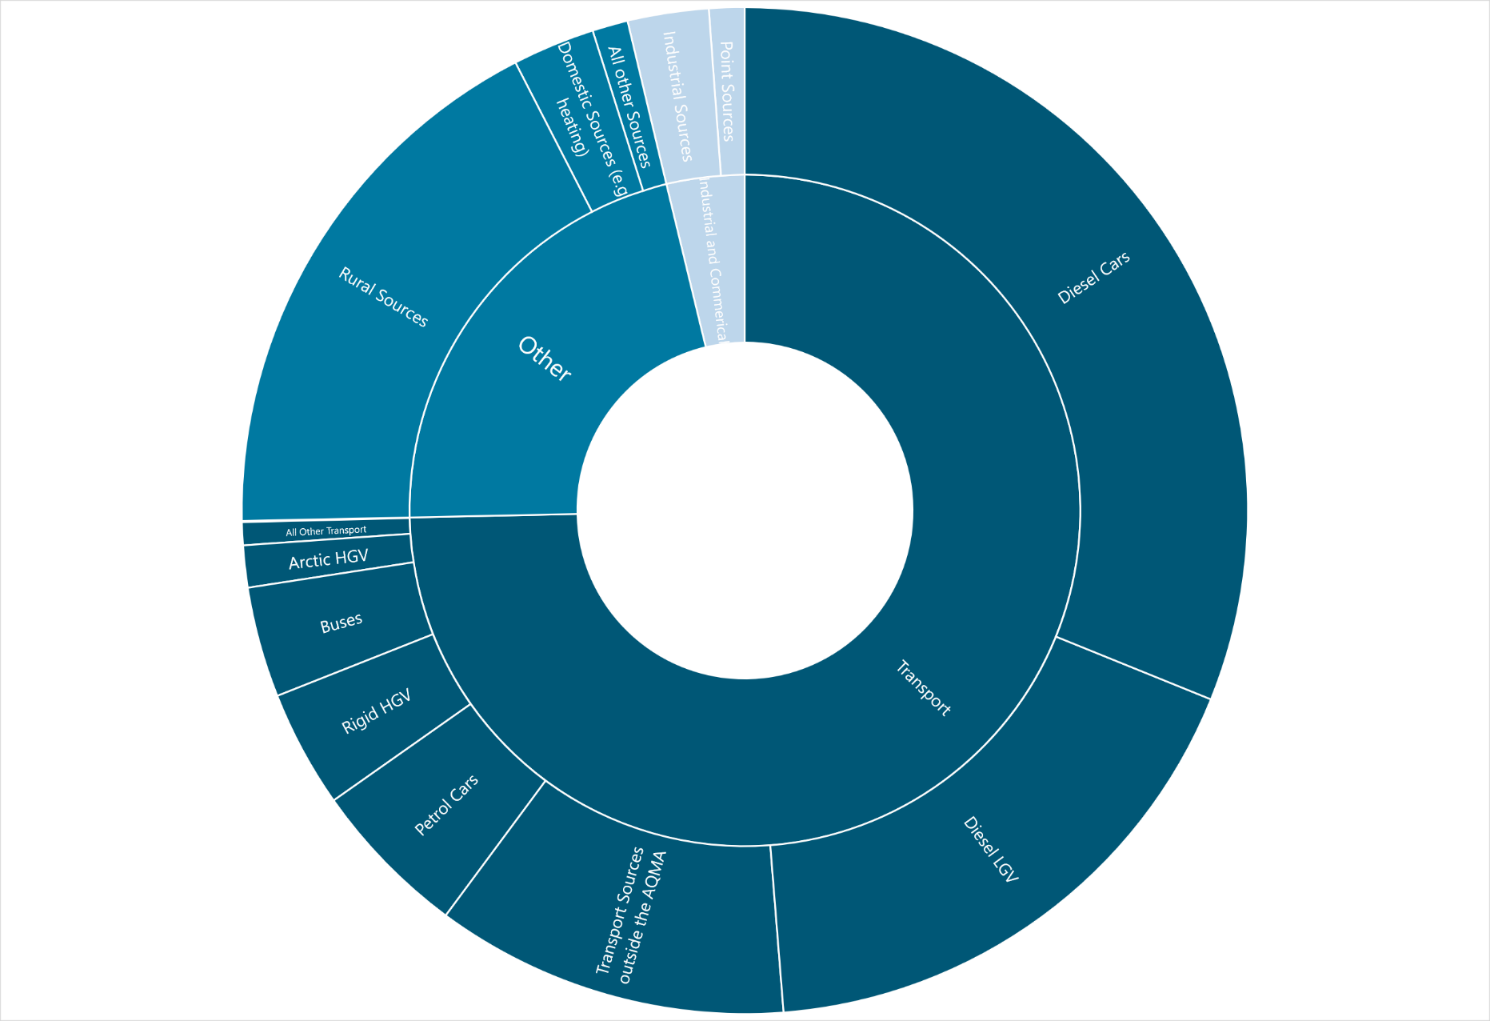 Industrial Sources
Point Sources
All other Sources
Domestic Sources (e.g
heating)
Diesel Cars
Rural Sources
Industrial and Commerical
Other
All Other Transport
Arctic HGV
Buses
Rigid HGV
Transport
Petrol Cars
Diesel LGV
Transport Sources
outside the AQMA